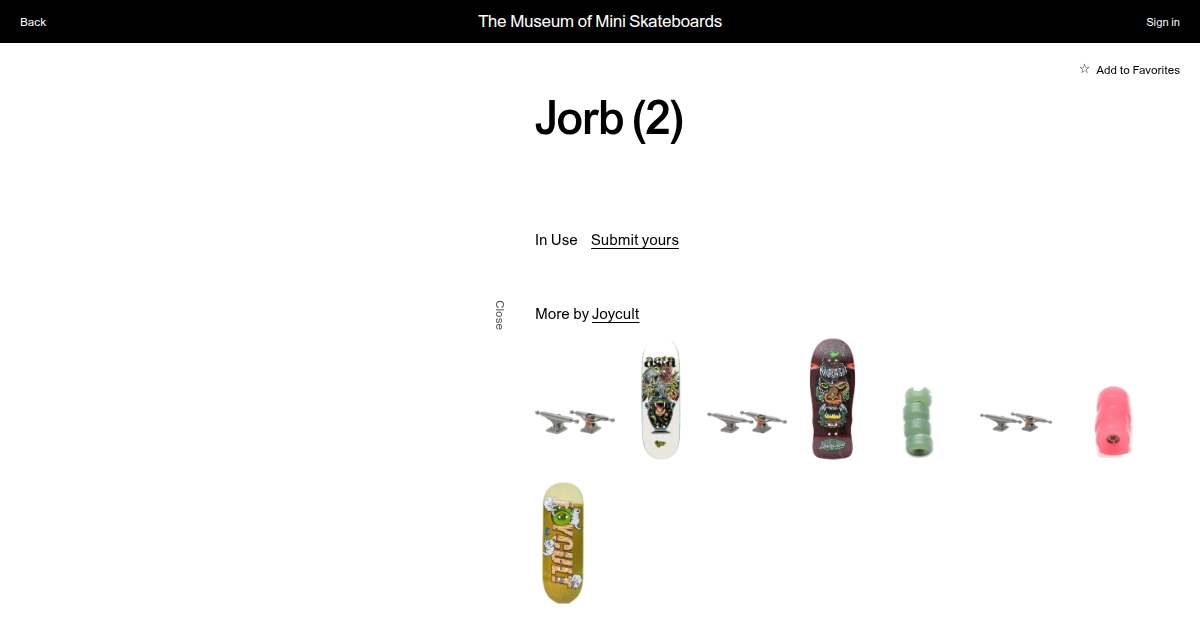 Back
The Museum of Mini Skateboards
Sign in
☆ Add to Favorites
Jorb (2)
In Use Submit yours
Close
More by Joycult